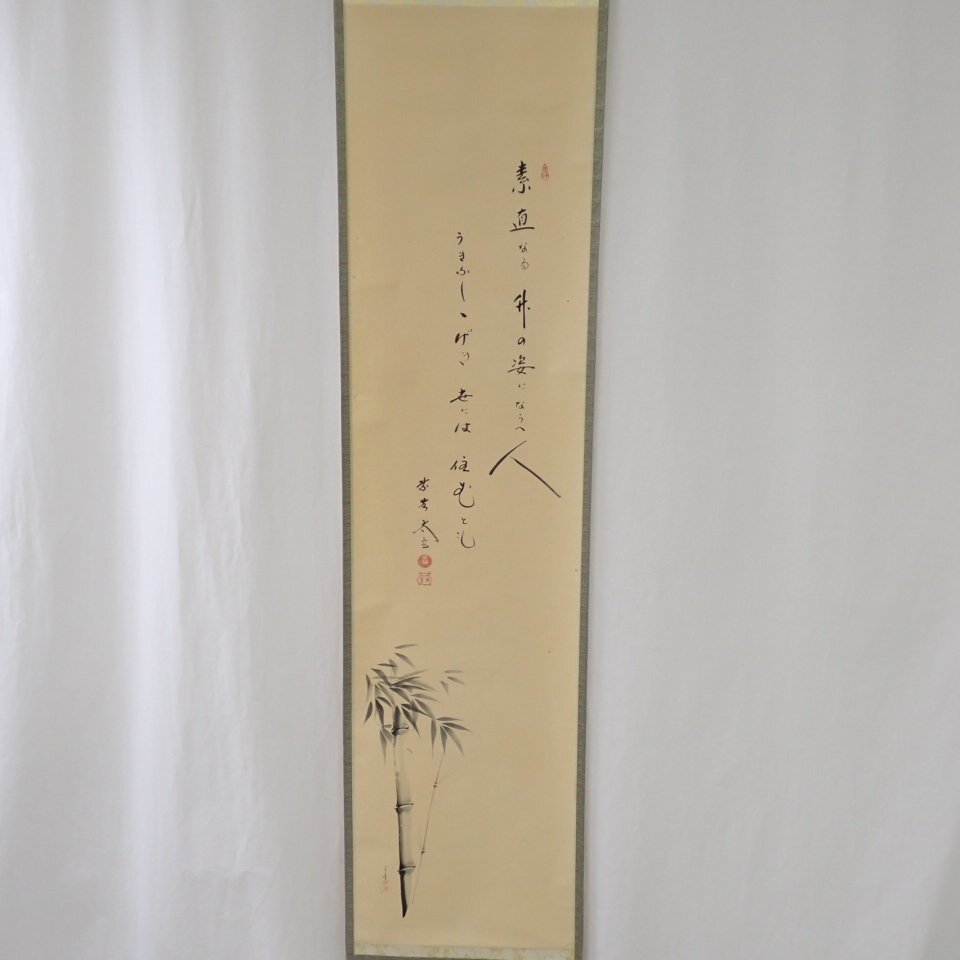 素直なる 竹の姿にならへ人
うきふしゝげき 世には 住むとも